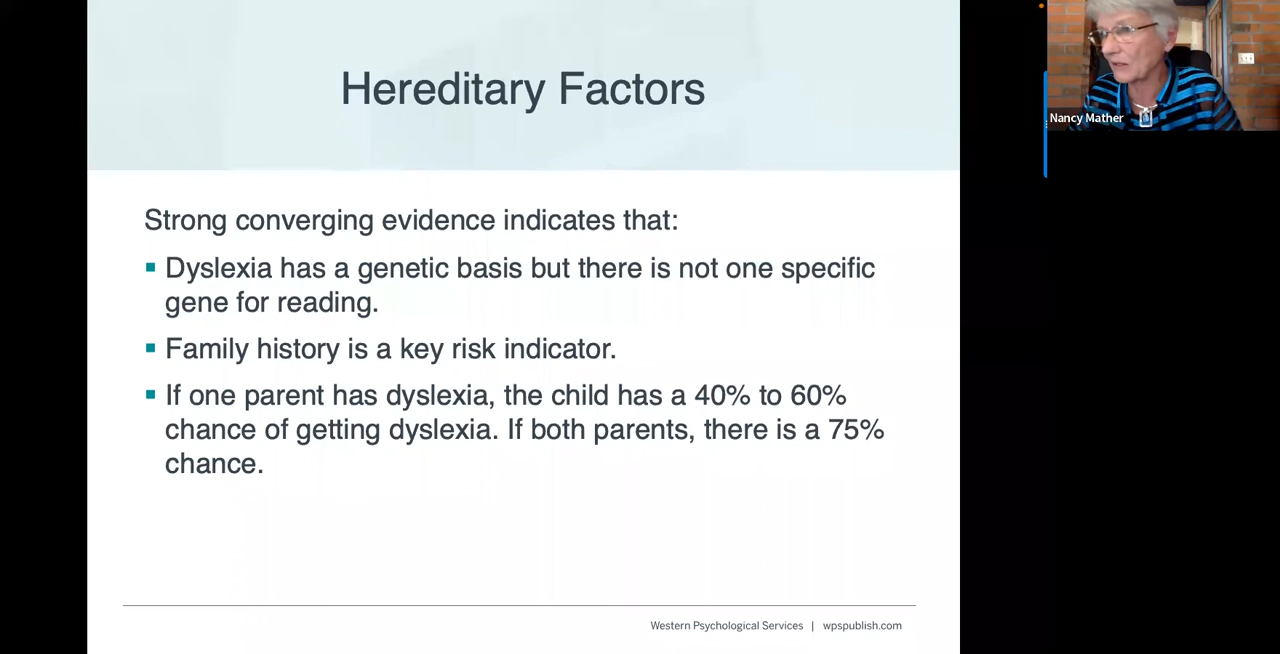 Hereditary Factors
Nancy Mather
Strong converging evidence indicates that:
▪ Dyslexia has a genetic basis but there is not one specific
gene for reading.
▪ Family history is a key risk indicator.
▪ If one parent has dyslexia, the child has a 40% to 60%
chance of getting dyslexia. If both parents, there is a 75%
chance.
Western Psychological Services | wpspublish.com